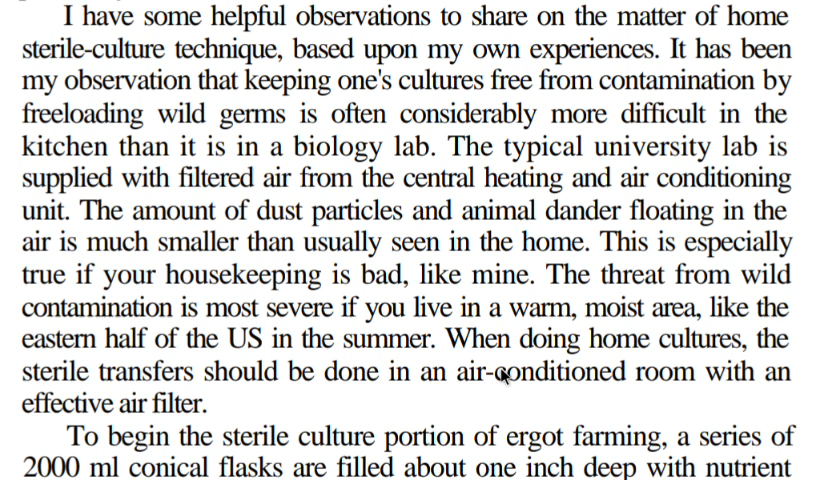 I have some helpful observations to share on the matter of home
sterile-culture technique, based upon my own experiences. It has been
my observation that keeping one's cultures free from contamination by
freeloading wild germs is often considerably more difficult in the
kitchen than it is in a biology lab. The typical university lab is
supplied with filtered air from the central heating and air conditioning
unit. The amount of dust particles and animal dander floating in the
air is much smaller than usually seen in the home. This is especially
true if your housekeeping is bad, like mine. The threat from wild
contamination is most severe if you live in a warm, moist area, like the
eastern half of the US in the summer. When doing home cultures, the
sterile transfers should be done in an air-conditioned room with an
effective air filter.
To begin the sterile culture portion of ergot farming, a series of
2000 ml conical flasks are filled about one inch deep with nutrient